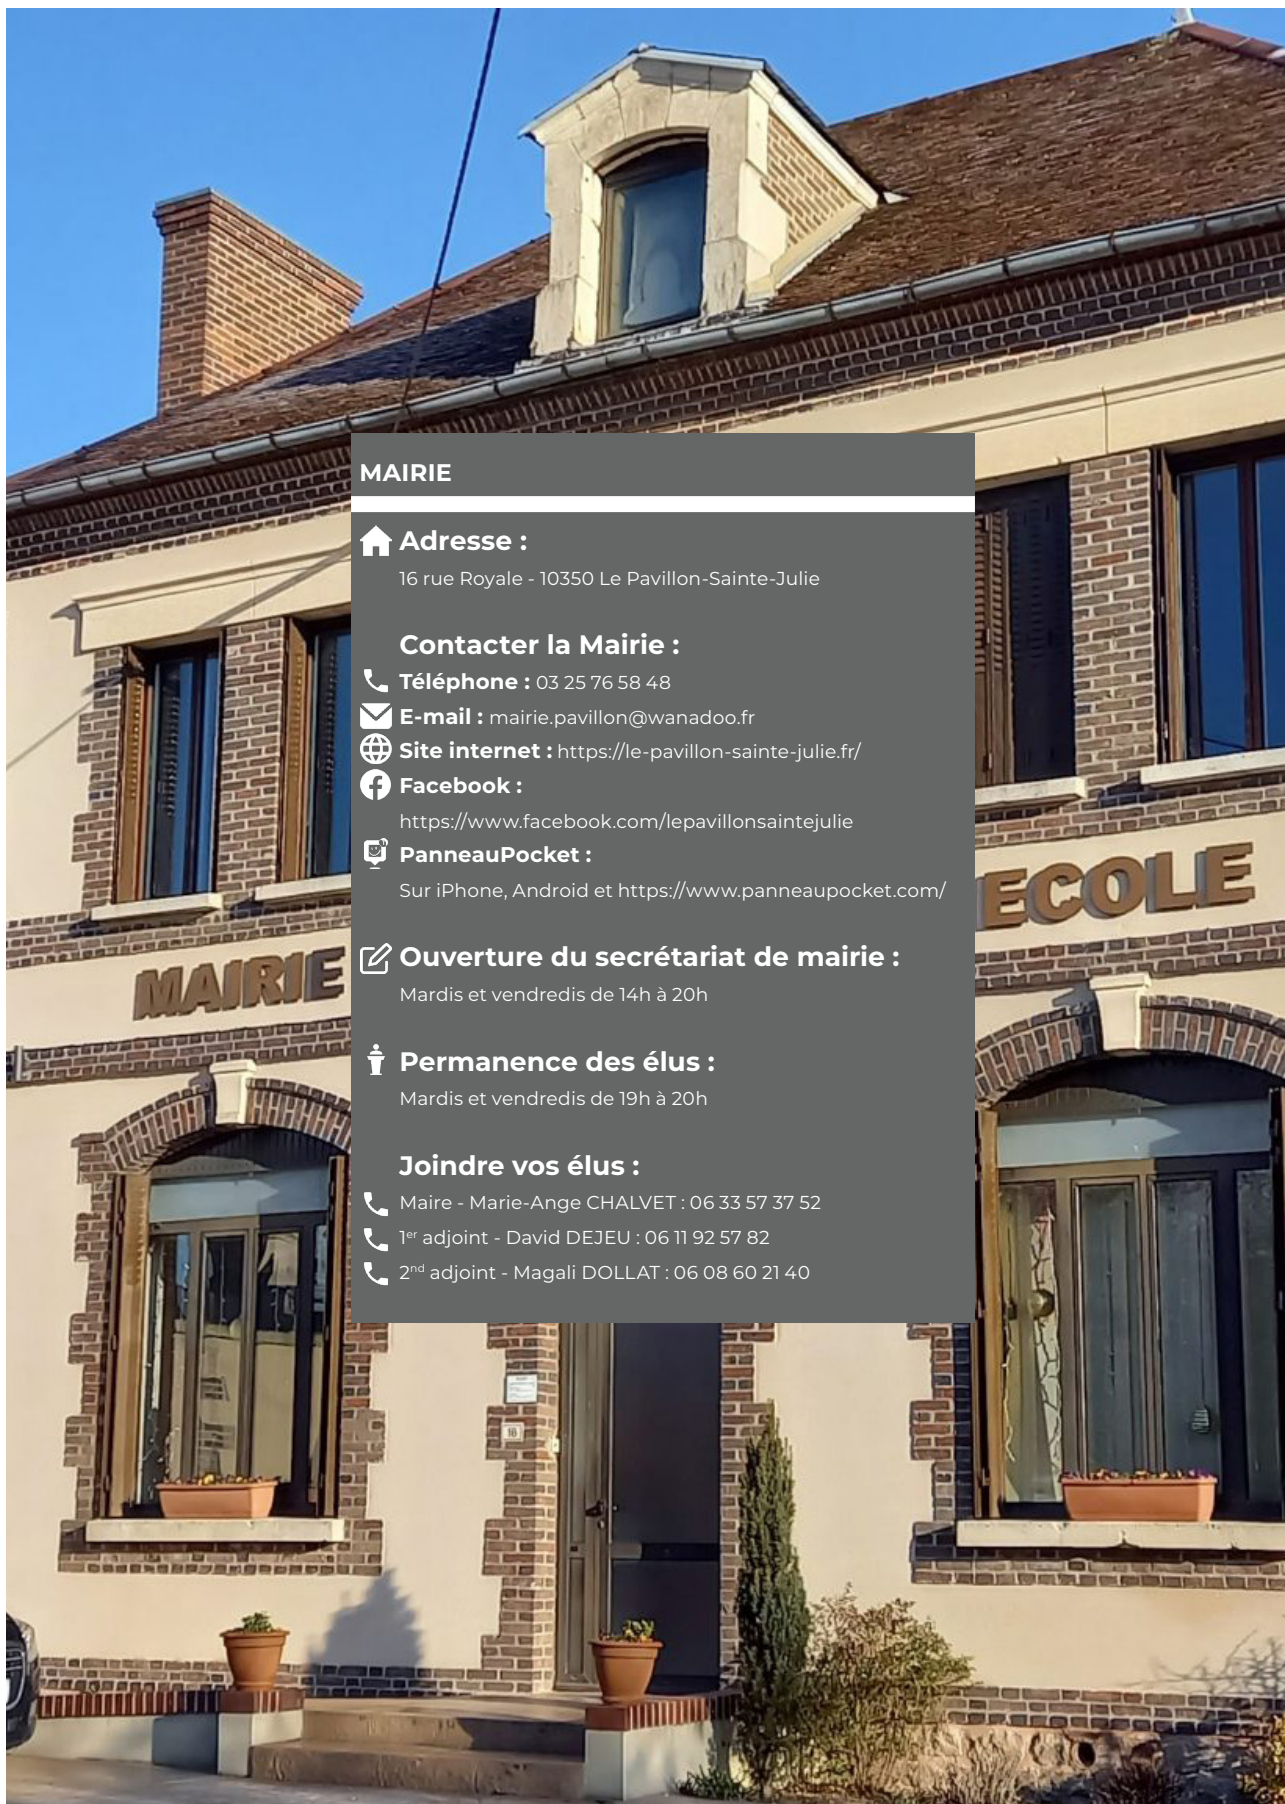 MAIRIE
Adresse :
16 rue Royale - 10350 Le Pavillon-Sainte-Julie
Contacter la Mairie :
Téléphone : 03 25 76 58 48
E-mail : mairie.pavillon@wanadoo.fr
Site internet : https://le-pavillon-sainte-julie.fr/
Facebook :
https://www.facebook.com/lepavillonsaintejulie
PanneauPocket :
Sur iPhone, Android et https://www.panneaupocket.com/
Ouverture du secrétariat de mairie :
Mardis et vendredis de 14h à 20h
Permanence des élus :
Mardis et vendredis de 19h à 20h
Joindre vos élus :
Maire - Marie-Ange CHALVET : 06 33 57 37 52
1er adjoint - David DEJEU : 06 11 92 57 82
2nd adjoint - Magali DOLLAT : 06 08 60 21 40
MAIRIE
ECOLE